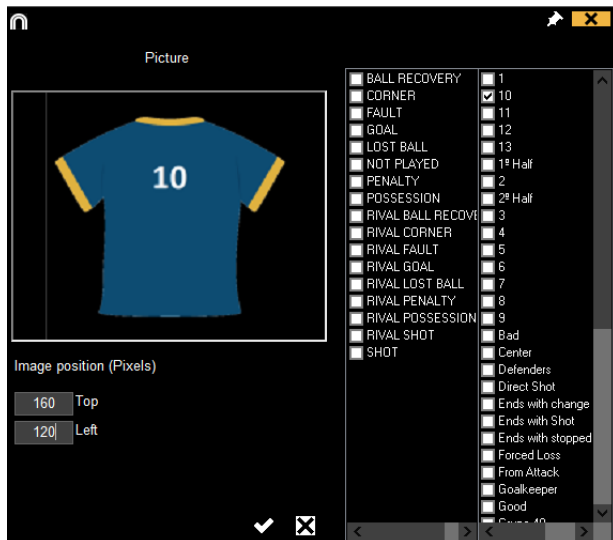 Picture
10
Image position (Pixels)
160 Top
120 Left
BALL RECOVERY
CORNER
FAULT
GOAL
LOST BALL
NOT PLAYED
PENALTY
POSSESSION
RIVAL BALL RECOVE
RIVAL CORNER
RIVAL FAULT
RIVAL GOAL
RIVAL LOST BALL
RIVAL PENALTY
RIVAL POSSESSION
RIVAL SHOT
SHOT
1
10
11
12
13
1ª Half
2
2ª Half
3
4
5
6
7
8
9
Bad
Center
Defenders
Direct Shot
Ends with change
Ends with Shot
Ends with stopped
Forced Loss
From Attack
Goalkeeper
Good